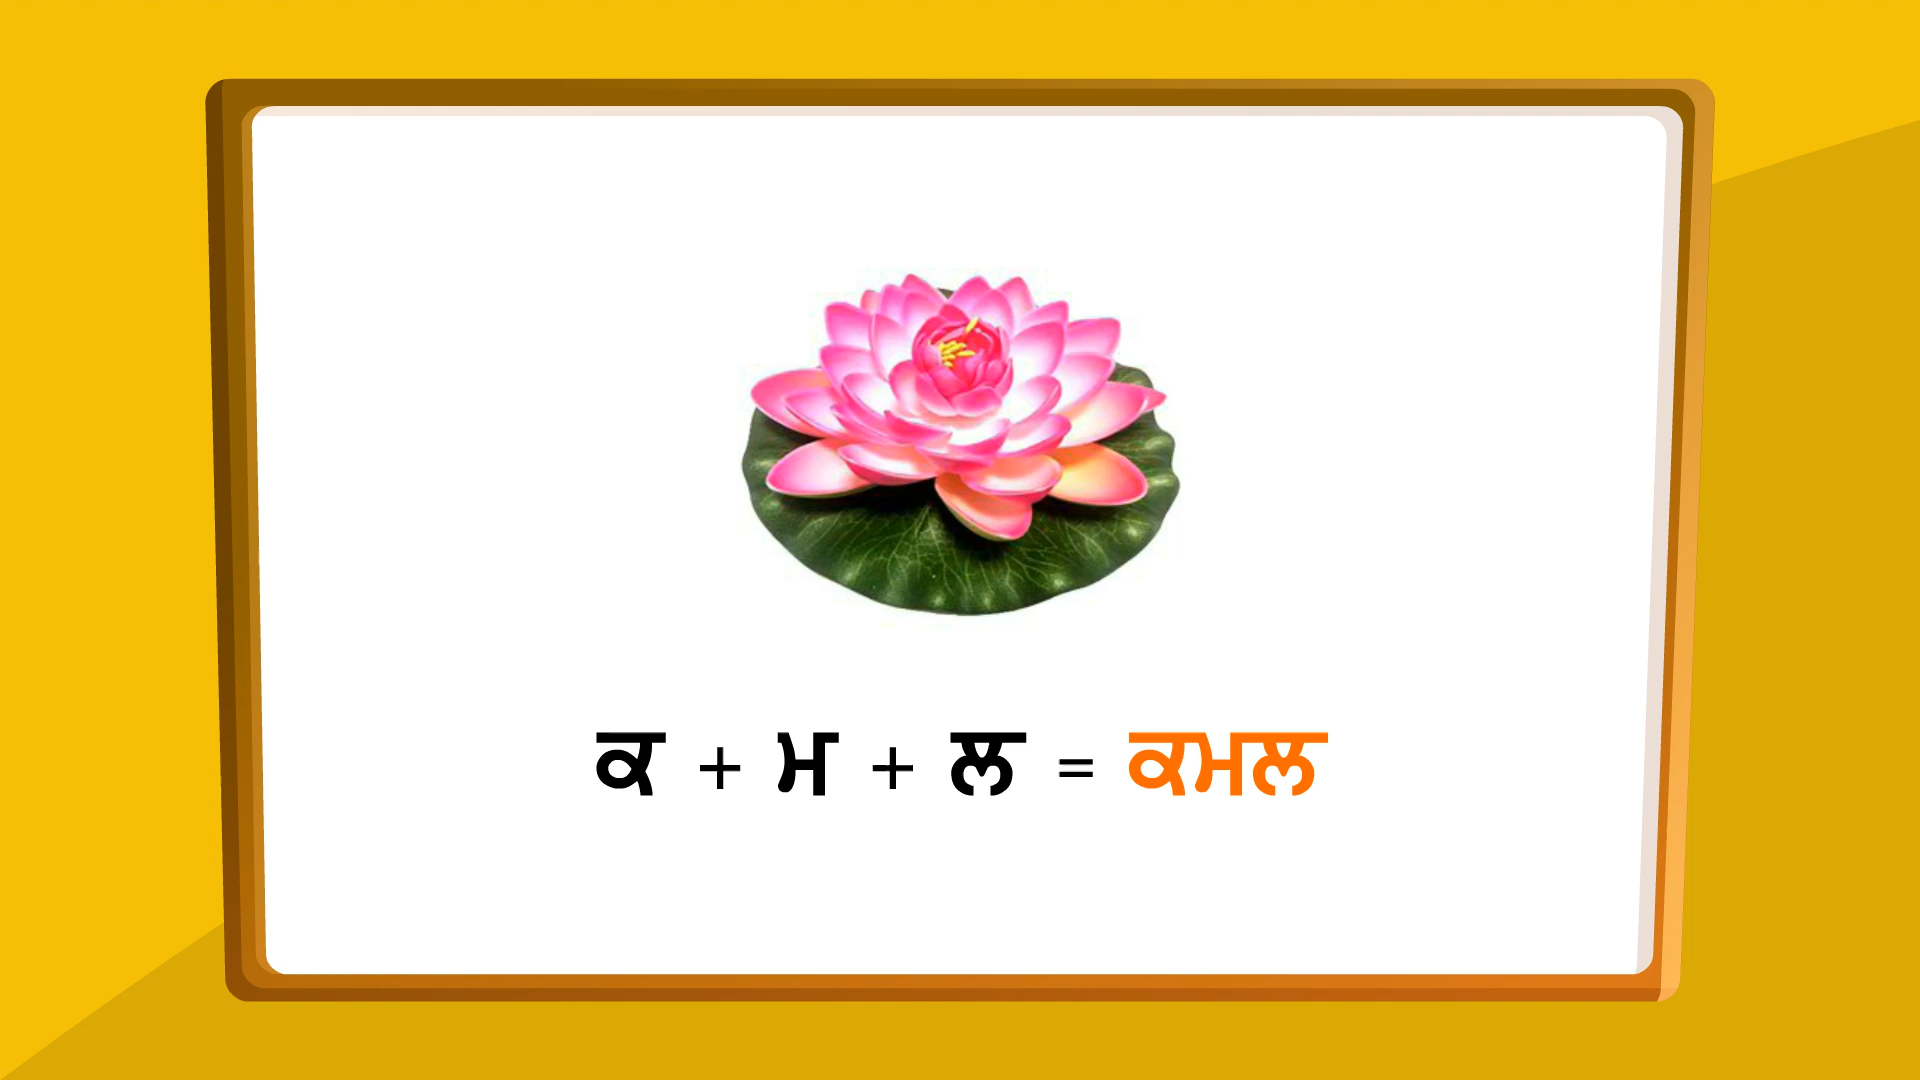 ਕ + ਮ + ਲ = ਕਮਲ